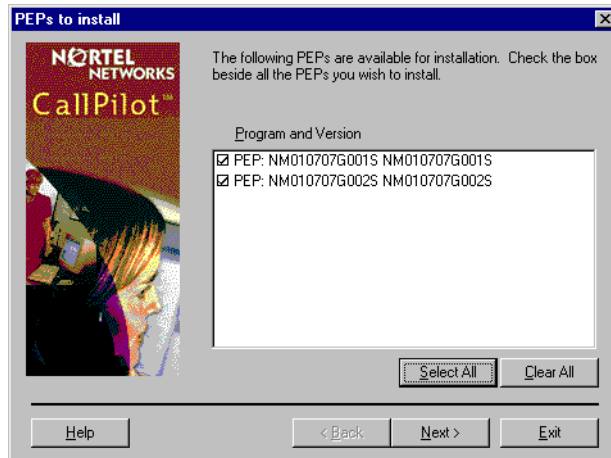 PEPs to install
NØRTEL
NETWORKS
CallPilot™
The following PEPs are available for installation. Check the box
beside all the PEPs you wish to install.
Program and Version
PEP: NM010707G001S NM010707G001S
PEP: NM010707G002S NM010707G002S
Select All
Clear All
Help
< Back
Next >
Exit